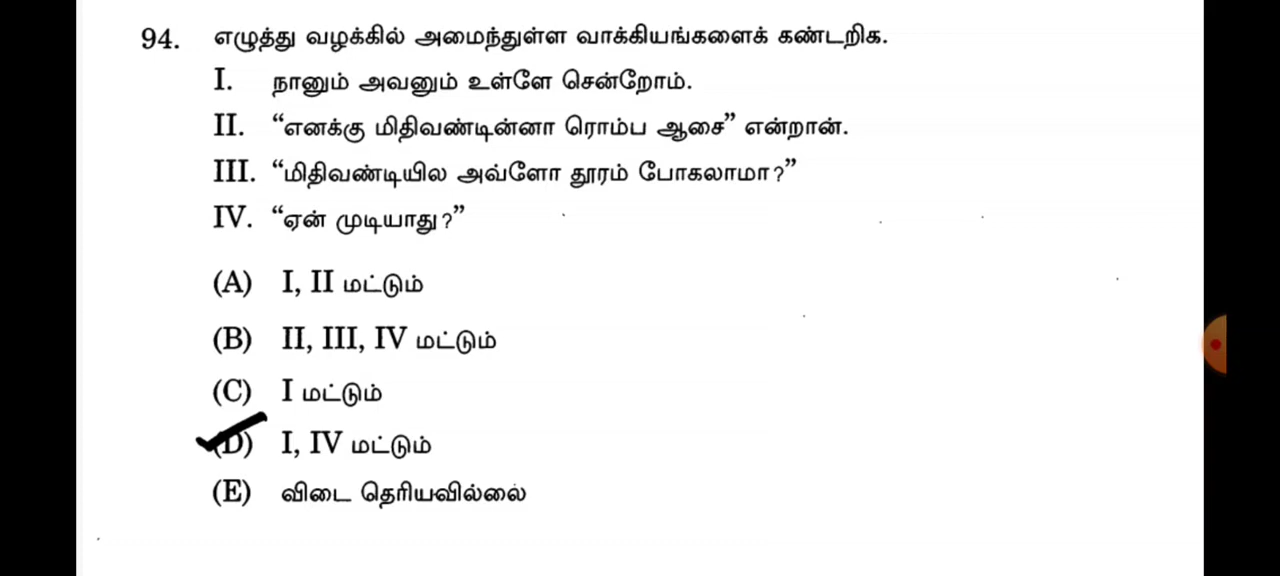 94. எழுத்து வழக்கில் அமைந்துள்ள வாக்கியங்களைக் கண்டறிக.
I. நானும் அவனும் உள்ளே சென்றோம்.
II. “எனக்கு மிதிவண்டின்னா ரொம்ப ஆசை” என்றான்.
III. “மிதிவண்டியில அவ்ளோ தூரம் போகலாமா?”
IV. “ஏன் முடியாது?”
(A) I, II மட்டும்
(B) II, III, IV மட்டும்
(C) I மட்டும்
(D) I, IV மட்டும்
(E) விடை தெரியவில்லை